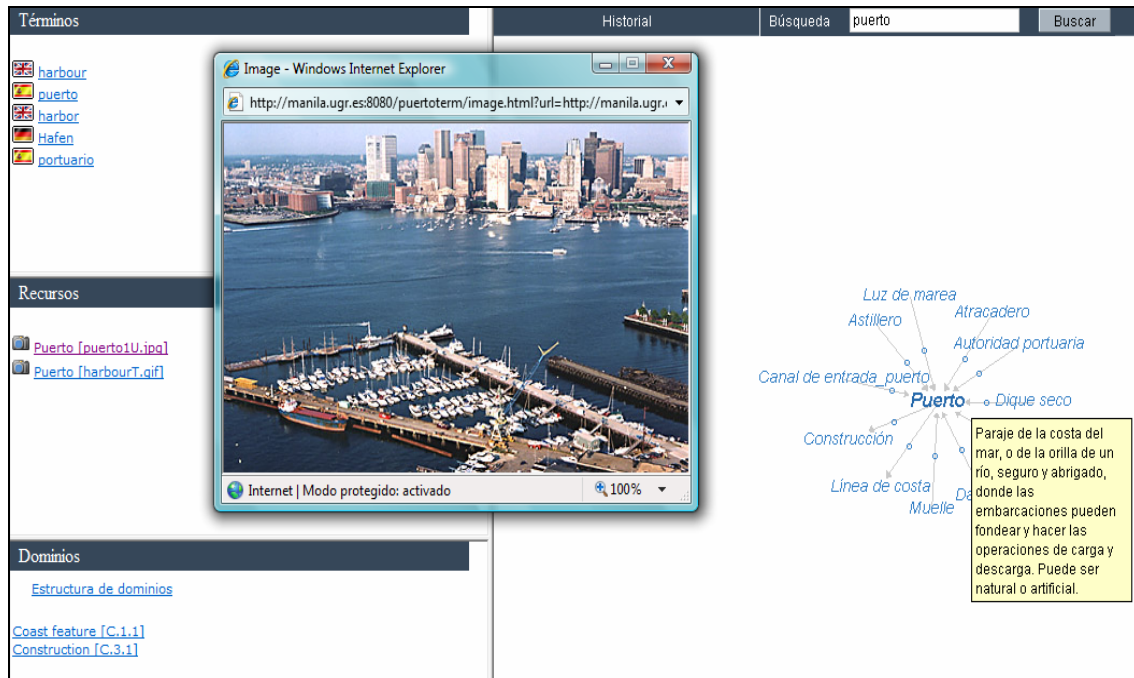 Términos
Historial
Búsqueda
puerto
Buscar
harbour
puerto
harbor
Hafen
portuario
Image - Windows Internet Explorer
http://manila.ugr.es:8080/puertoterm/image.html?url=http://manila.ugr.
Internet | Modo protegido: activado
100%
Recursos
Puerto [puerto1U.jpg]
Puerto [harbourT.gif]
Dominios
Estructura de dominios
Coast feature [C.1.1]
Construction [C.3.1]
Luz de marea
Astillero
Atracadero
Autoridad portuaria
Canal de entrada_puerto
Puerto
Dique seco
Construcción
Línea de costa
Muelle
Paraje de la costa del
mar, o de la orilla de un
río, seguro y abrigado,
donde las
embarcaciones pueden
fondear y hacer las
operaciones de carga y
descarga. Puede ser
natural o artificial.